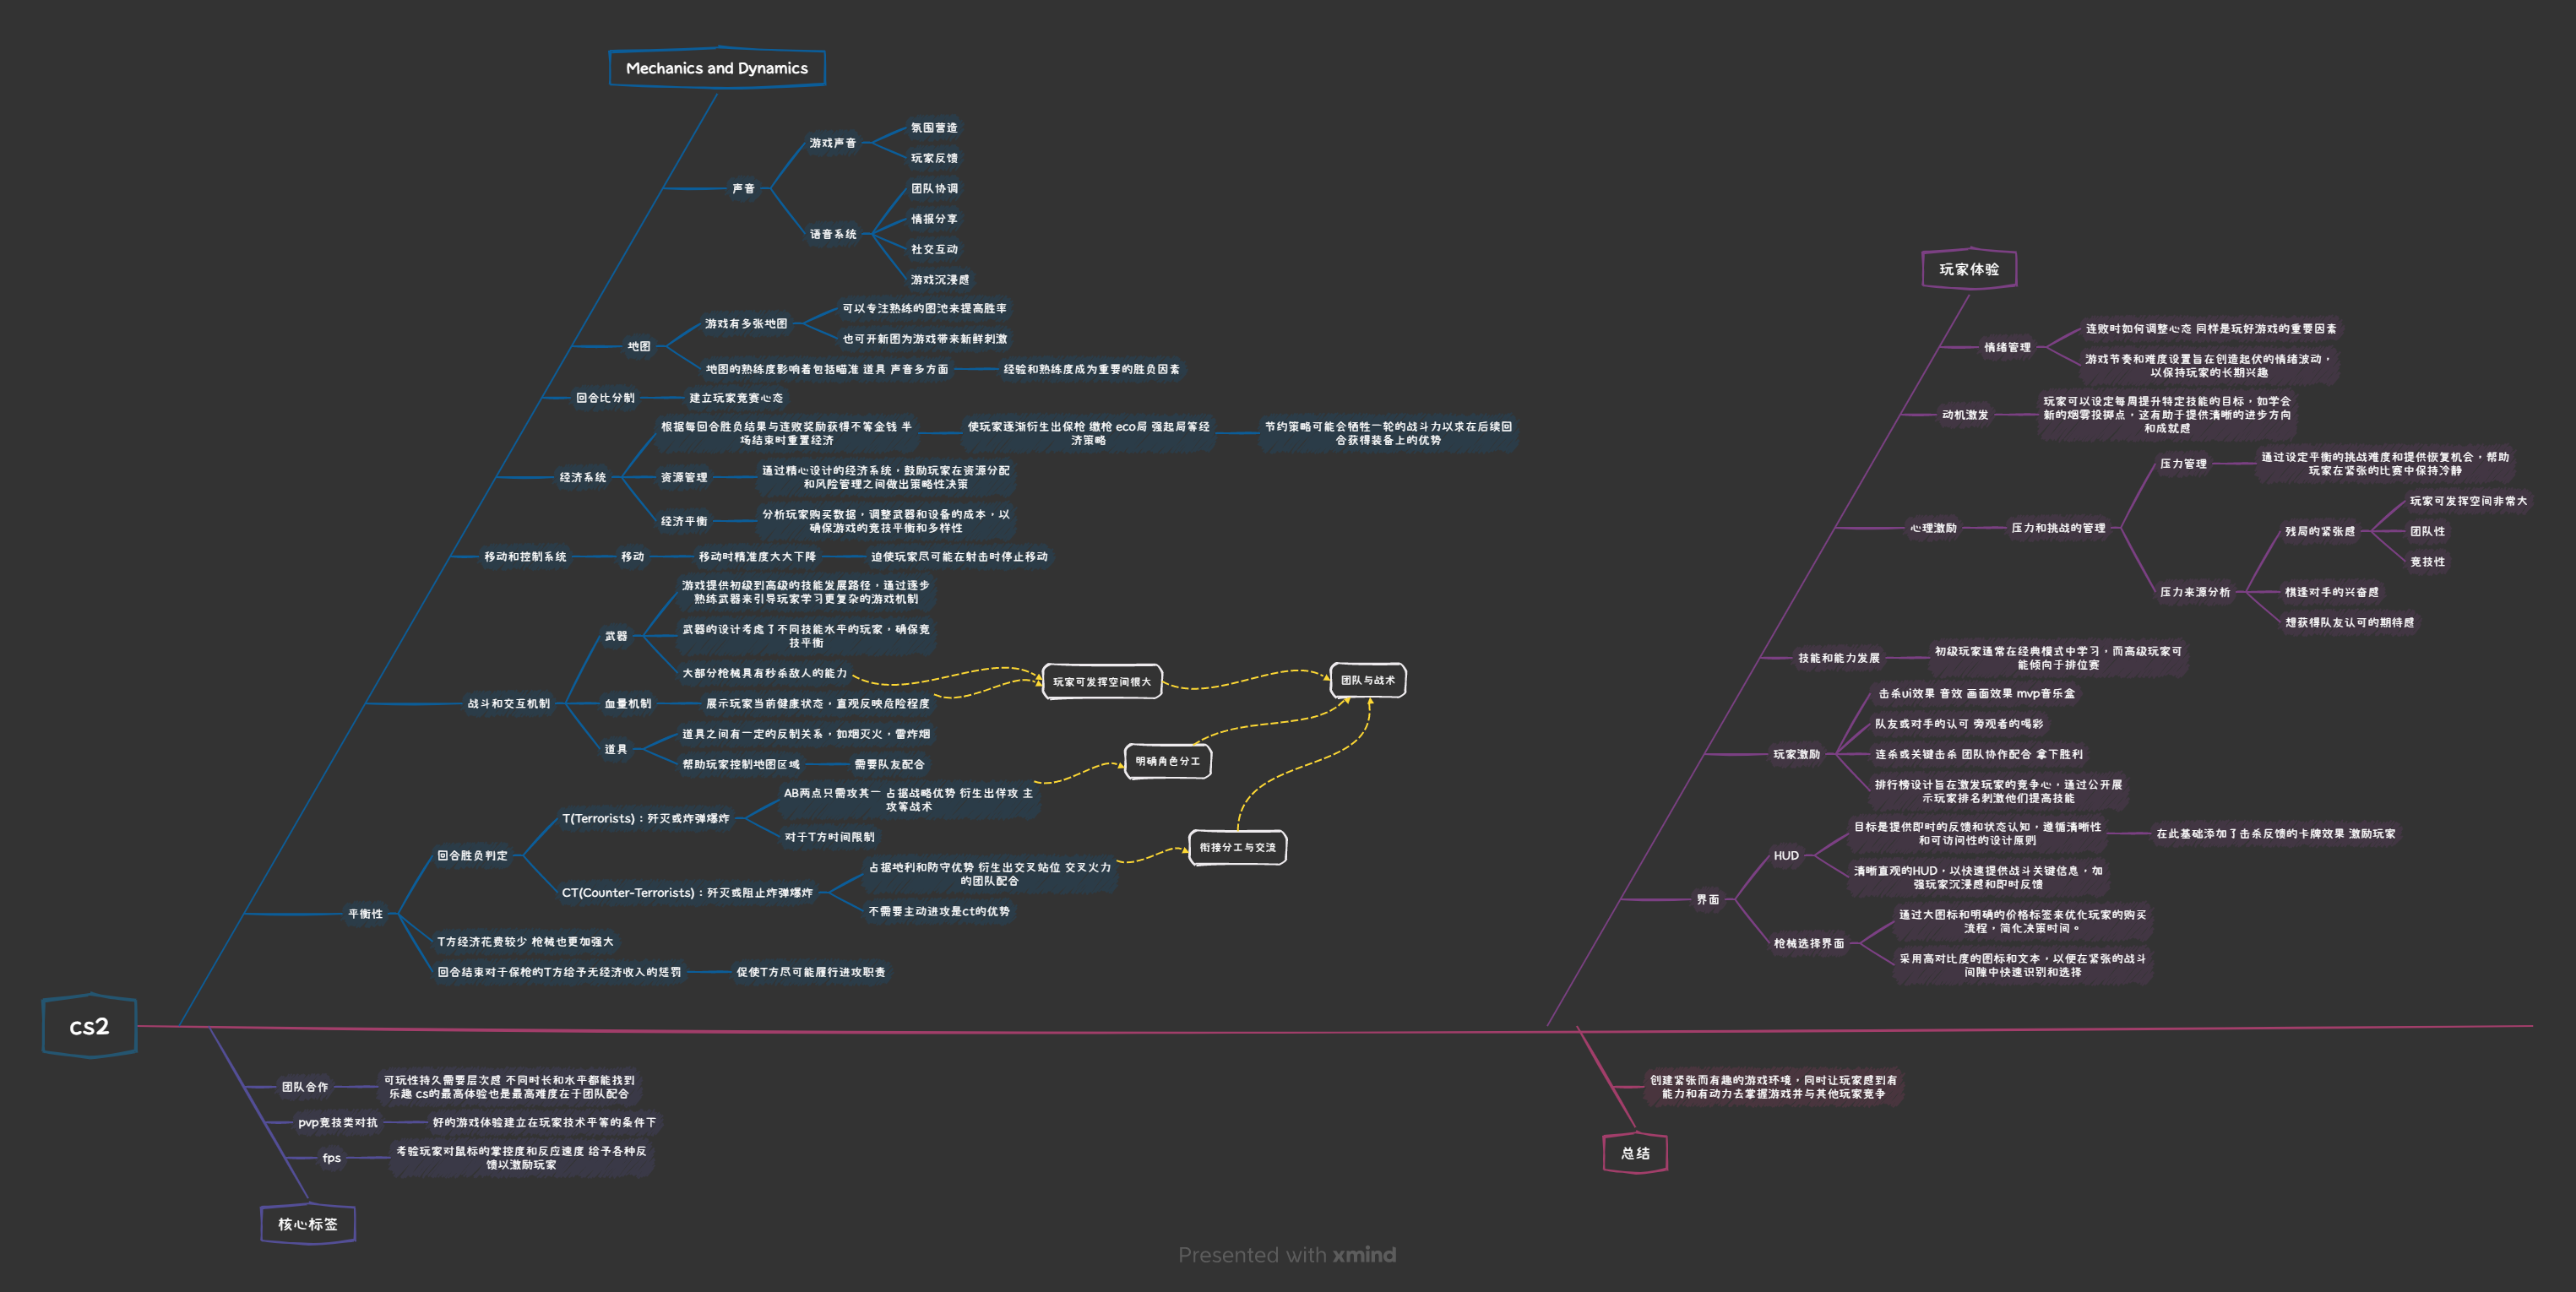 Mechanics and Dynamics
声音
游戏声音
氛围营造
玩家反馈
语音系统
团队协调
情报分享
社交互动
游戏沉浸感
地图
游戏有多张地图
可以专注熟练的图池来提高胜率
也可开新图为游戏带来新鲜刺激
地图的熟练度影响着包括瞄准 道具 声音多方面
经验和熟练度成为重要的胜负因素
回合比分制
建立玩家竞赛心态
经济系统
根据每回合胜负结果与连败奖励获得不等金钱 半
场结束时重置经济
使玩家逐渐衍生出保枪 缴枪 eco局 强起局等经
济策略
节约策略可能会牺牲一轮的战斗力以求在后续回
合获得装备上的优势
资源管理
通过精心设计的经济系统，鼓励玩家在资源分配
和风险管理之间做出策略性决策
经济平衡
分析玩家购买数据，调整武器和设备的成本，以
确保游戏的竞技平衡和多样性
移动和控制系统
移动
移动时精准度大大下降
迫使玩家尽可能在射击时停止移动
战斗和交互机制
武器
游戏提供初级到高级的技能发展路径，通过逐步
熟练武器来引导玩家学习更复杂的游戏机制
武器的设计考虑了不同技能水平的玩家，确保竞
技平衡
大部分枪械具有秒杀敌人的能力
血量机制
展示玩家当前健康状态，直观反映危险程度
道具
道具之间有一定的反制关系，如烟灭火，雷炸烟
帮助玩家控制地图区域
需要队友配合
玩家可发挥空间很大
团队与战术
明确角色分工
衔接分工与交流
平衡性
回合胜负判定
T(Terrorists)：歼灭或炸弹爆炸
AB两点只需攻其一 占据战略优势 衍生出佯攻 主
攻等战术
对于T方时间限制
CT(Counter-Terrorists)：歼灭或阻止炸弹爆炸
占据地利和防守优势 衍生出交叉站位 交叉火力
的团队配合
不需要主动进攻是ct的优势
T方经济花费较少 枪械也更加强大
回合结束对于保枪的T方给予无经济收入的惩罚
促使T方尽可能履行进攻职责
cs2
团队合作
可玩性持久需要层次感 不同时长和水平都能找到
乐趣 cs的最高体验也是最高难度在于团队配合
pvp竞技类对抗
好的游戏体验建立在玩家技术平等的条件下
fps
考验玩家对鼠标的掌控度和反应速度 给予各种反
馈以激励玩家
核心标签
玩家体验
情绪管理
连败时如何调整心态 同样是玩好游戏的重要因素
游戏节奏和难度设置旨在创造起伏的情绪波动，
以保持玩家的长期兴趣
动机激发
玩家可以设定每周提升特定技能的目标，如学会
新的烟雾投掷点，这有助于提供清晰的进步方向
和成就感
心理激励
压力和挑战的管理
压力管理
通过设定平衡的挑战难度和提供恢复机会，帮助
玩家在紧张的比赛中保持冷静
压力来源分析
残局的紧张感
玩家可发挥空间非常大
团队性
竞技性
棋逢对手的兴奋感
想获得队友认可的期待感
技能和能力发展
初级玩家通常在经典模式中学习，而高级玩家可
能倾向于排位赛
玩家激励
击杀ui效果 音效 画面效果 mvp音乐盒
队友或对手的认可 旁观者的喝彩
连杀或关键击杀 团队协作配合 拿下胜利
排行榜设计旨在激发玩家的竞争心，通过公开展
示玩家排名刺激他们提高技能
界面
HUD
目标是提供即时的反馈和状态认知，遵循清晰性
和可访问性的设计原则
在此基础添加了击杀反馈的卡牌效果 激励玩家
清晰直观的HUD，以快速提供战斗关键信息，加
强玩家沉浸感和即时反馈
枪械选择界面
通过大图标和明确的价格标签来优化玩家的购买
流程，简化决策时间。
采用高对比度的图标和文本，以便在紧张的战斗
间隙中快速识别和选择
创建紧张而有趣的游戏环境，同时让玩家感到有
能力和有动力去掌握游戏并与其他玩家竞争
总结
Presented with xmind